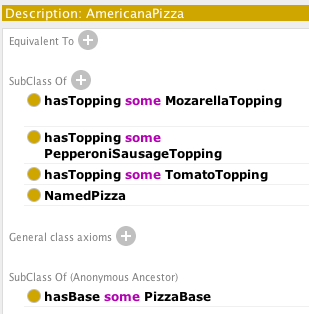 Description: AmericanaPizza
Equivalent To
SubClass Of
hasTopping some MozarellaTopping
hasTopping some
PepperoniSausageTopping
hasTopping some TomatoTopping
NamedPizza
General class axioms
SubClass Of (Anonymous Ancestor)
hasBase some PizzaBase